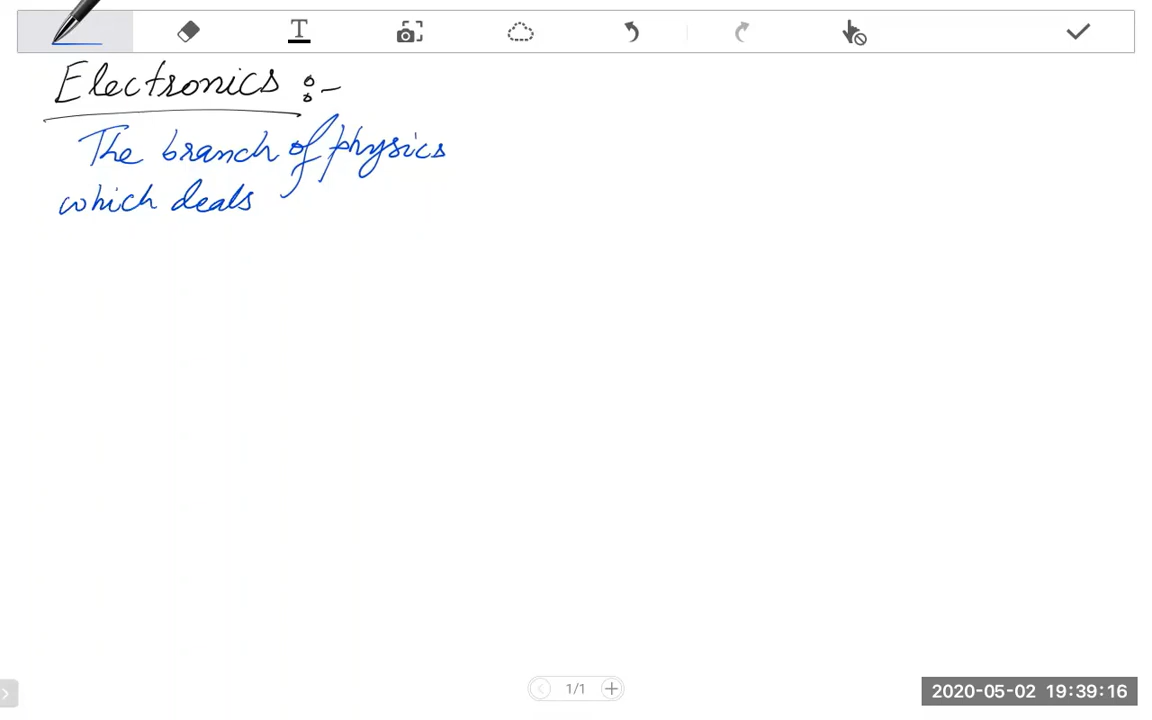 T
Electronics :-
The branch of physics
which deals
1/1
2020-05-02 19:39:16